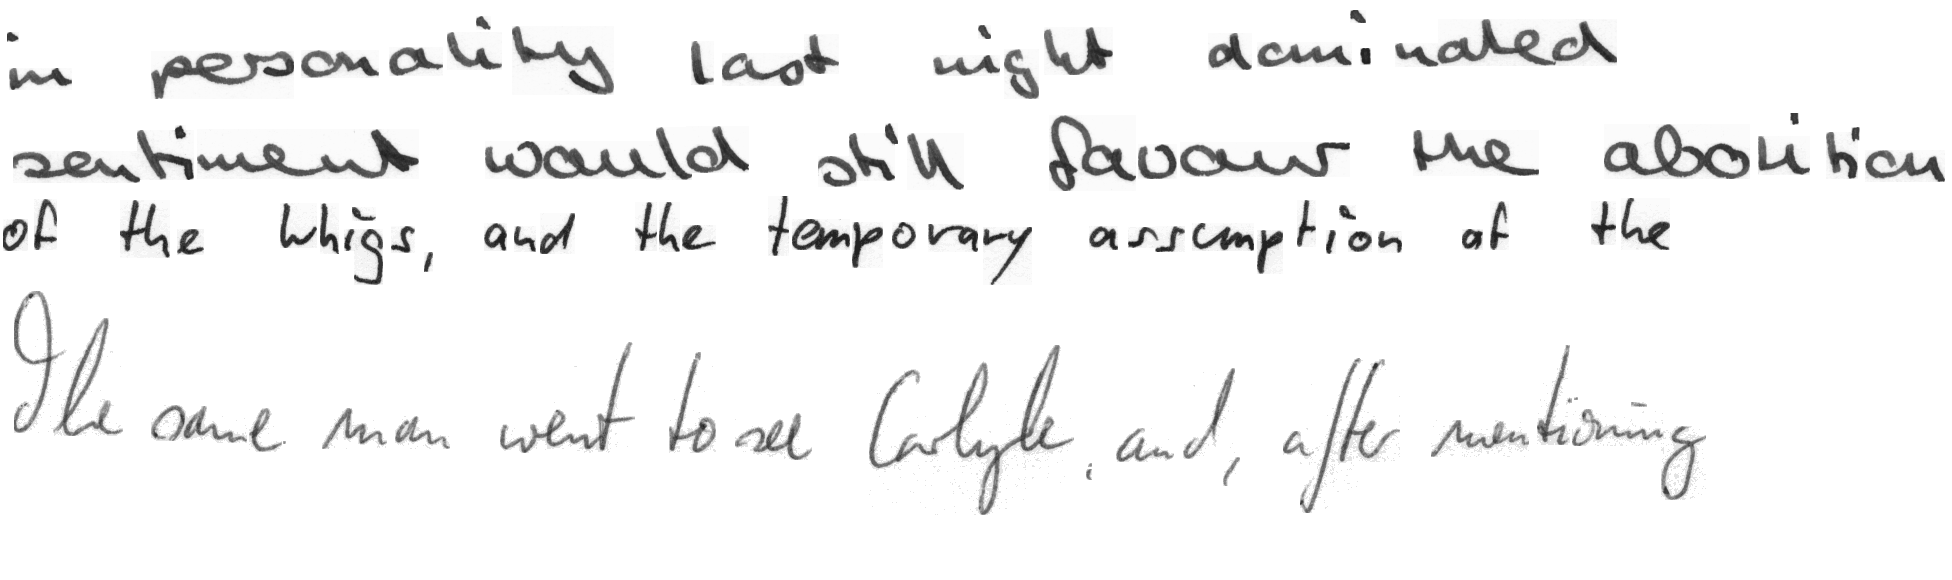 in personality last night dominated
sentiment would still favour the abolition
of the Whigs, and the temporary assumption of the
The same man went to see Carlyle, and, after mentioning